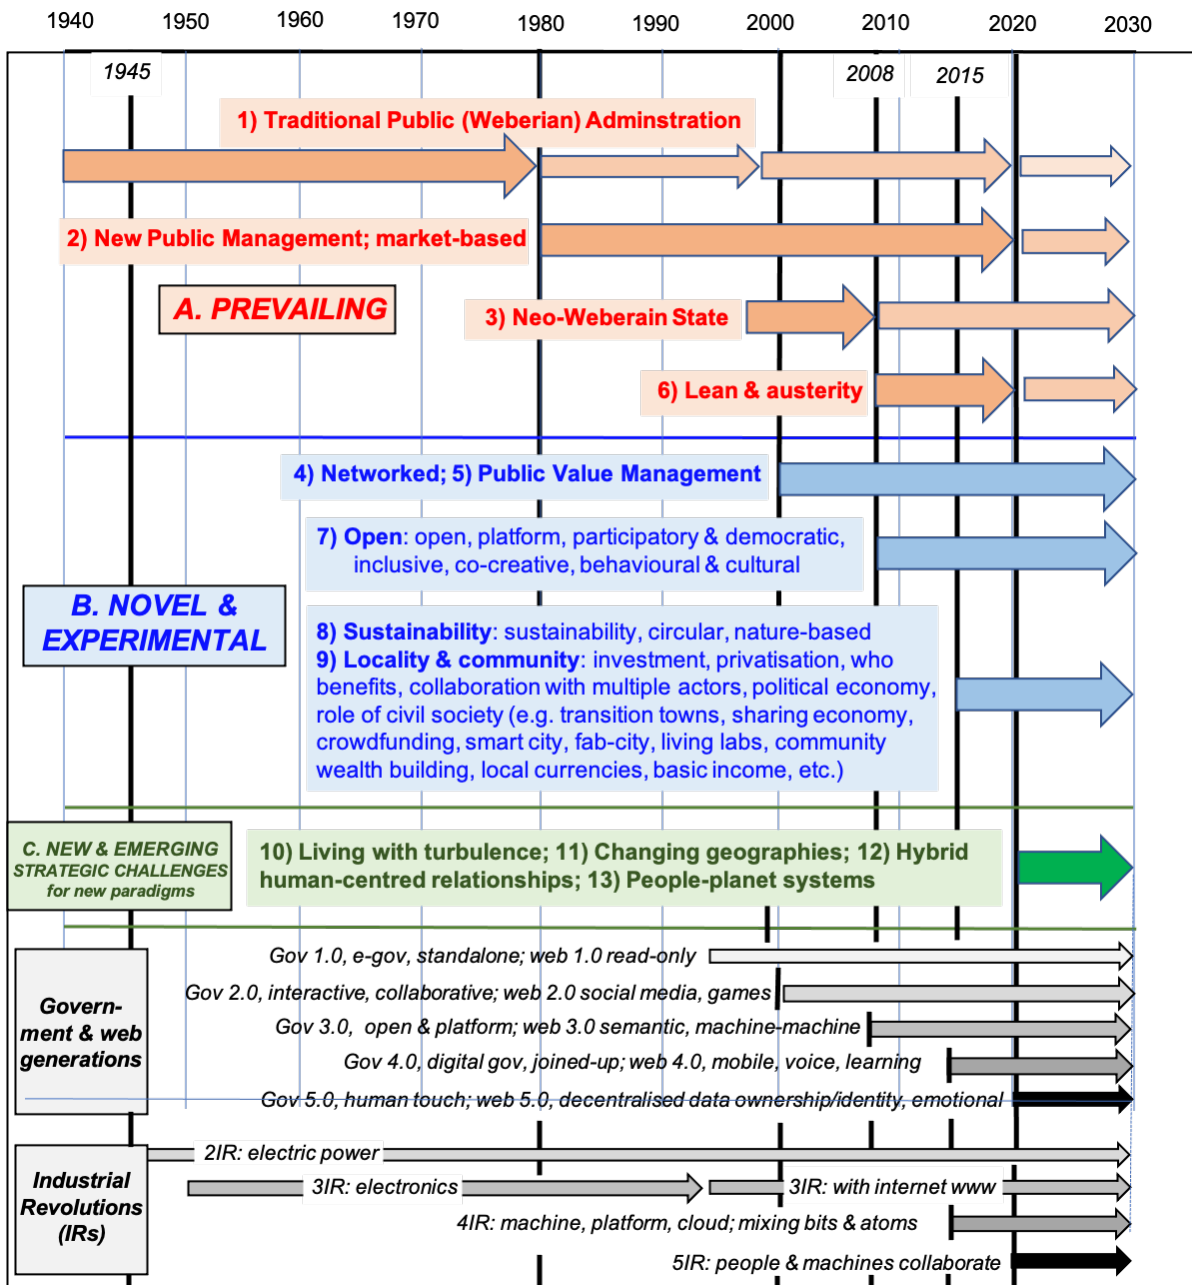 1940 1950 1960 1970 1980 1990 2000 2010 2020 2030
1945 2008 2015
1) Traditional Public (Weberian) Adminstration
2) New Public Management; market-based
A. PREVAILING
3) Neo-Weberain State
6) Lean & austerity
4) Networked; 5) Public Value Management
7) Open: open, platform, participatory & democratic,
inclusive, co-creative, behavioural & cultural
B. NOVEL &
EXPERIMENTAL
8) Sustainability: sustainability, circular, nature-based
9) Locality & community: investment, privatisation, who
benefits, collaboration with multiple actors, political economy,
role of civil society (e.g. transition towns, sharing economy,
crowdfunding, smart city, fab-city, living labs, community
wealth building, local currencies, basic income, etc.)
C. NEW & EMERGING
STRATEGIC CHALLENGES
for new paradigms
10) Living with turbulence; 11) Changing geographies; 12) Hybrid
human-centred relationships; 13) People-planet systems
Govern-
ment & web
generations
Gov 1.0, e-gov, standalone; web 1.0 read-only
Gov 2.0, interactive, collaborative; web 2.0 social media, games
Gov 3.0, open & platform; web 3.0 semantic, machine-machine
Gov 4.0, digital gov, joined-up; web 4.0, mobile, voice, learning
Gov 5.0, human touch; web 5.0, decentralised data ownership/identity, emotional
Industrial
Revolutions
(IRs)
2IR: electric power
3IR: electronics
3IR: with internet www
4IR: machine, platform, cloud; mixing bits & atoms
5IR: people & machines collaborate